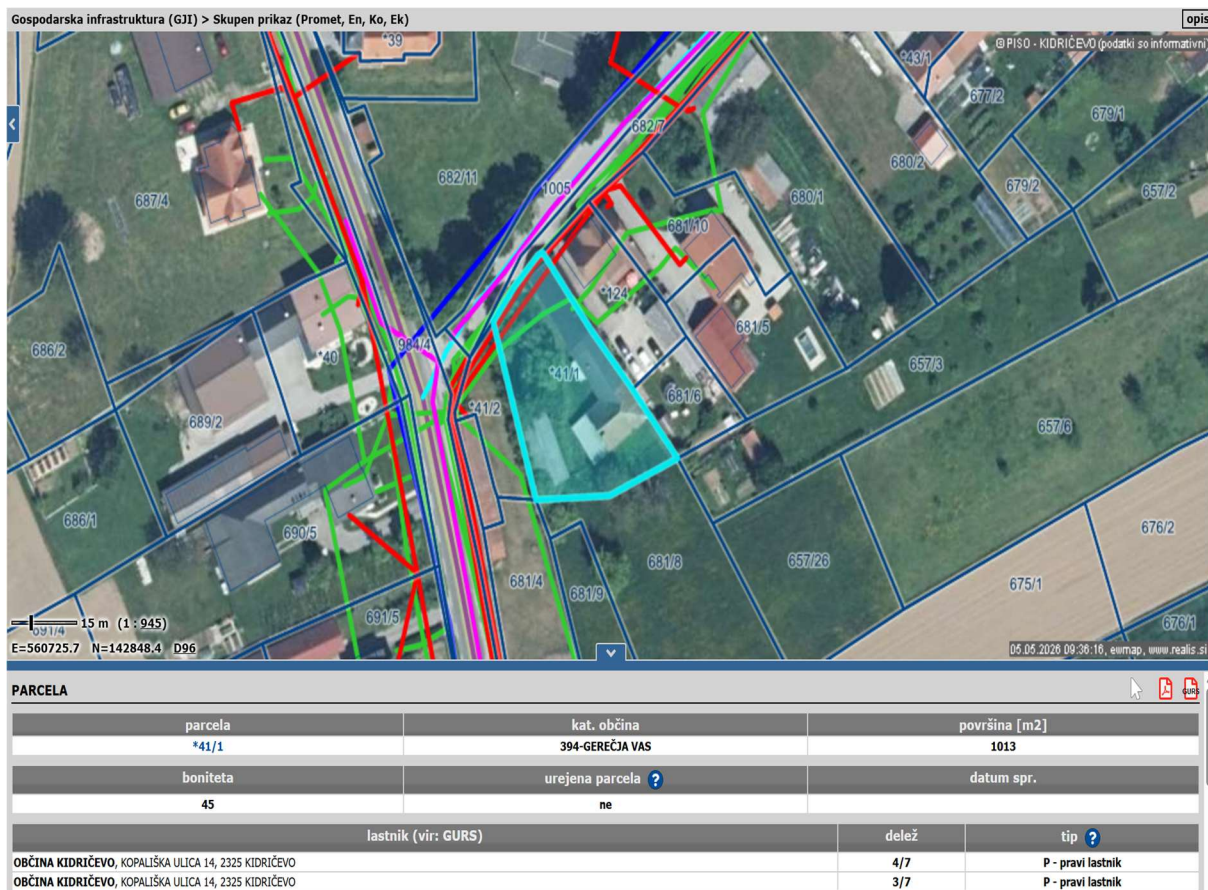 Gospodarska infrastruktura (GJI) > Skupen prikaz (Promet, En, Ko, Ek)
opis
©PISO - KIDRIČEVO (podatki so informativni)
*39
*43/1
677/2
679/1
682/7
680/2
682/11
679/2
657/2
687/4
1005
680/1
681/10
*124
681/5
686/2
984/4
*40
657/3
*41/1
689/2
*41/2
681/6
657/6
686/1
690/5
676/2
681/8
657/26
681/4
675/1
681/9
691/5
676/1
15 m (1 : 945)
691/4
E=560725.7 N=142848.4 D96
05.05.2026 09:36:16, ewmap, www.realis.si
PARCELA
GURS
parcela kat. občina površina [m2]
*41/1 394-GEREČJA VAS 1013
boniteta urejena parcela ? datum spr.
45 ne
lastnik (vir: GURS) delež tip ?
OBČINA KIDRIČEVO, KOPALIŠKA ULICA 14, 2325 KIDRIČEVO 4/7 P - pravi lastnik
OBČINA KIDRIČEVO, KOPALIŠKA ULICA 14, 2325 KIDRIČEVO 3/7 P - pravi lastnik